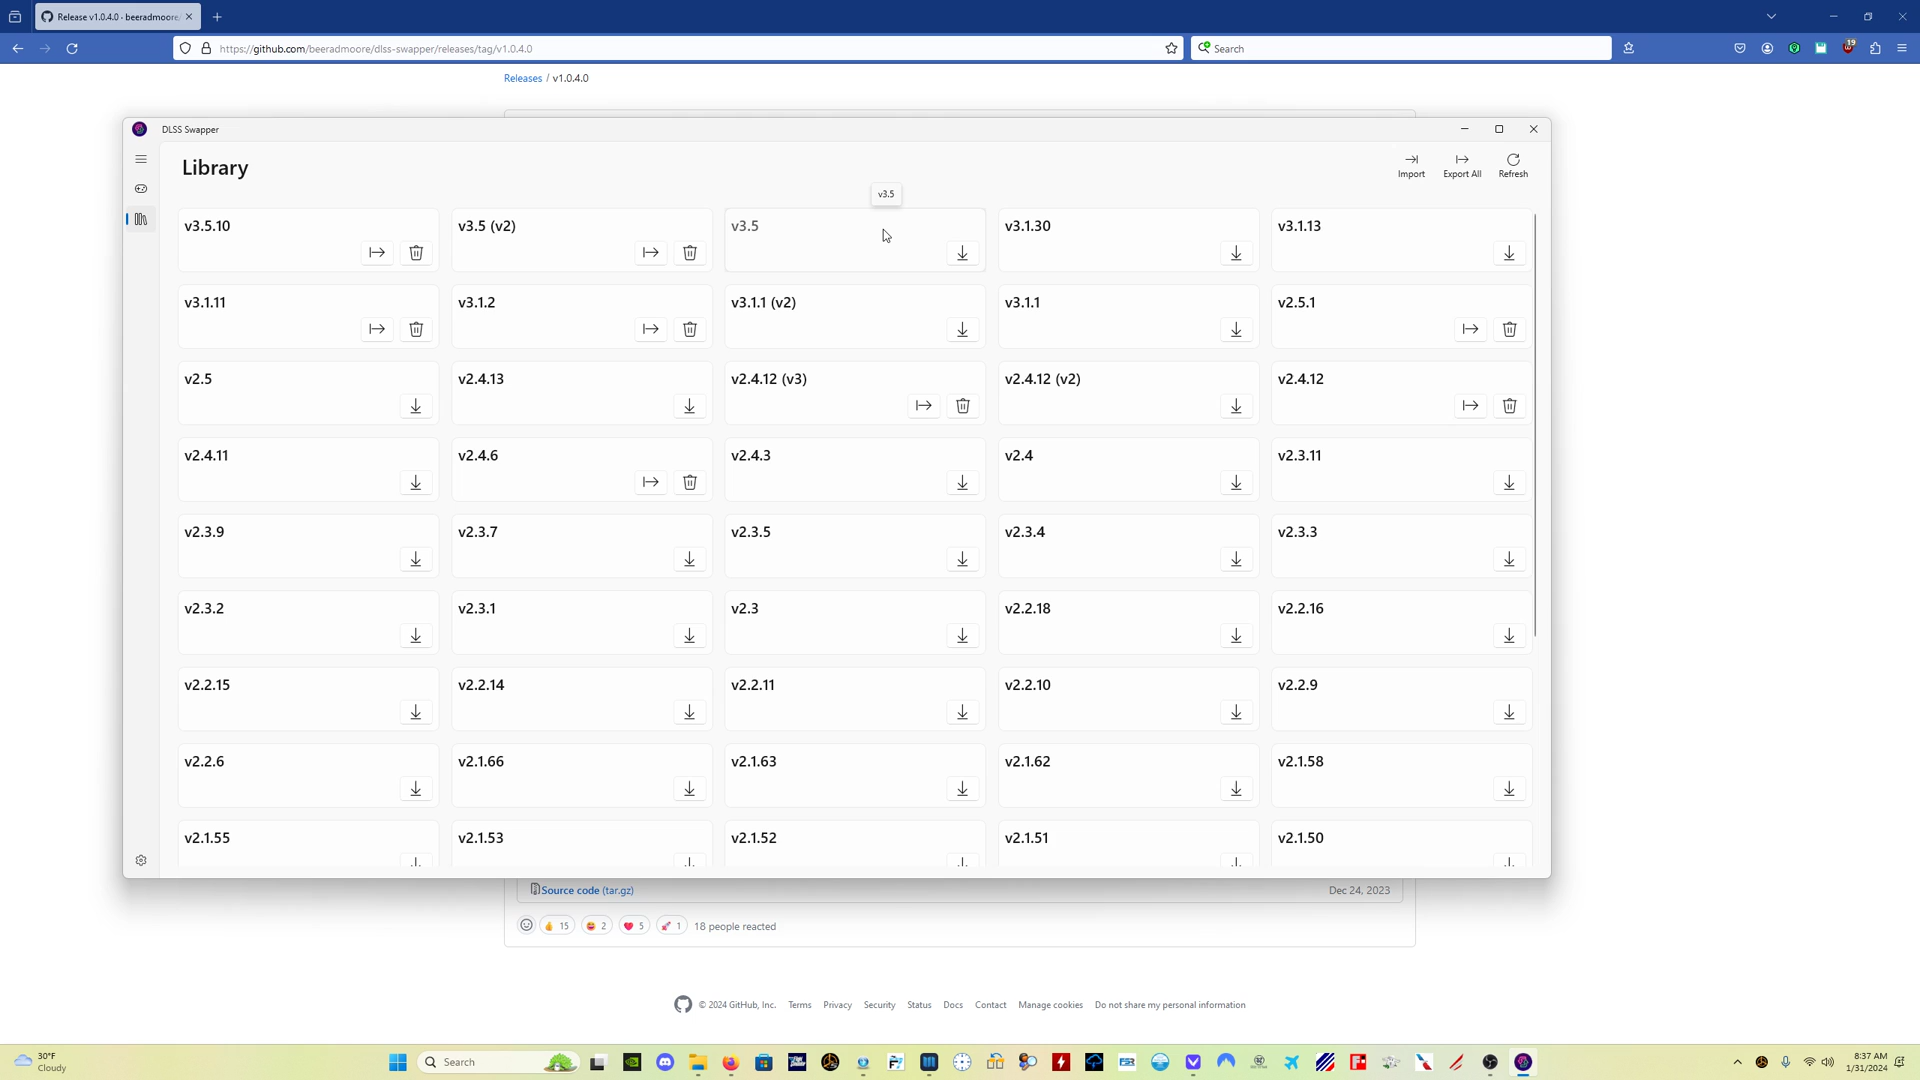 Release v1.0.4.0 - beeradmoore/
https://github.com/beeradmoore/dlss-swapper/releases/tag/v1.0.4.0
Search
19
Releases / v1.0.4.0
DLSS Swapper
Library
Import
Export All
Refresh
v3.5
v3.5.10
v3.5 (v2)
v3.5
v3.1.30
v3.1.13
v3.1.11
v3.1.2
v3.1.1 (v2)
v3.1.1
v2.5.1
v2.5
v2.4.13
v2.4.12 (v3)
v2.4.12 (v2)
v2.4.12
v2.4.11
v2.4.6
v2.4.3
v2.4
v2.3.11
v2.3.9
v2.3.7
v2.3.5
v2.3.4
v2.3.3
v2.3.2
v2.3.1
v2.3
v2.2.18
v2.2.16
v2.2.15
v2.2.14
v2.2.11
v2.2.10
v2.2.9
v2.2.6
v2.1.66
v2.1.63
v2.1.62
v2.1.58
v2.1.55
v2.1.53
v2.1.52
v2.1.51
v2.1.50
Source code (tar.gz)
Dec 24, 2023
15
2
5
1
18 people reacted
© 2024 GitHub, Inc.
Terms
Privacy
Security
Status
Docs
Contact
Manage cookies
Do not share my personal information
30°F
Cloudy
Search
8:37 AM
1/31/2024